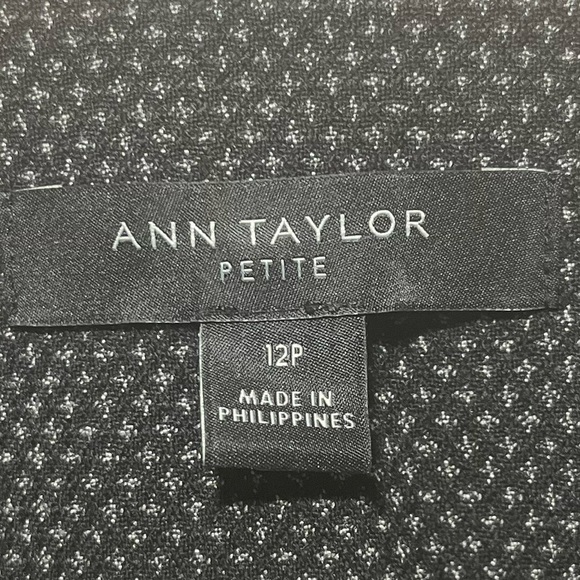 ANN TAYLOR
PETITE
12P
MADE IN
PHILIPPINES